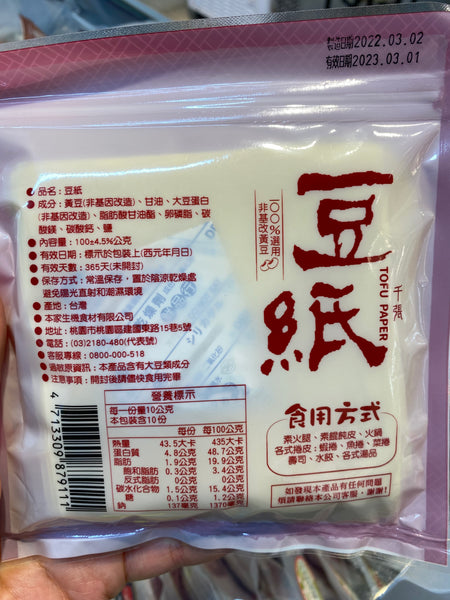 製造日期2022.03.02
有效日期2023.03.01
品名：豆紙
成分：黃豆(非基因改造)、甘油、大豆蛋白
(非基因改造)、脂肪酸甘油酯、卵磷脂、碳
酸鎂、碳酸鈣、鹽
內容量：100±4.5%公克
有效日期：標示於包裝上(西元年月日)
有效天數：365天(未開封)
保存方式：常溫保存，置於陰涼乾燥處
避免陽光直射和潮濕環境
產地：台灣
本家生機食材有限公司
地址：桃園市桃園區建國東路15巷5號
電話：(03)2180-480(代表號)
客服專線：0800-000-518
過敏原資訊：本產品含有大豆類成分
注意事項：開封後請儘快食用完畢
營養標示
每一份量10公克
本包裝含10份
每份 每100公克
熱量 43.5大卡 435大卡
蛋白質 4.8公克 48.7公克
脂肪 1.9公克 19.9公克
飽和脂肪 0.3公克 3.4公克
反式脂肪 0公克 0公克
碳水化合物 1.5公克 15.4公克
糖 0.1公克 1.2公克
鈉 137毫克 1370毫克
4713309787911
一〇〇%選用
非基改黃豆
豆紙
千張
TOFU PAPER
食用方式
素火腿、素餛飩皮、火鍋
各式捲皮：蝦捲、魚捲、菜捲
壽司、水餃、各式湯品
如發現本產品有任何問題
煩請聯絡本公司客服，謝謝!